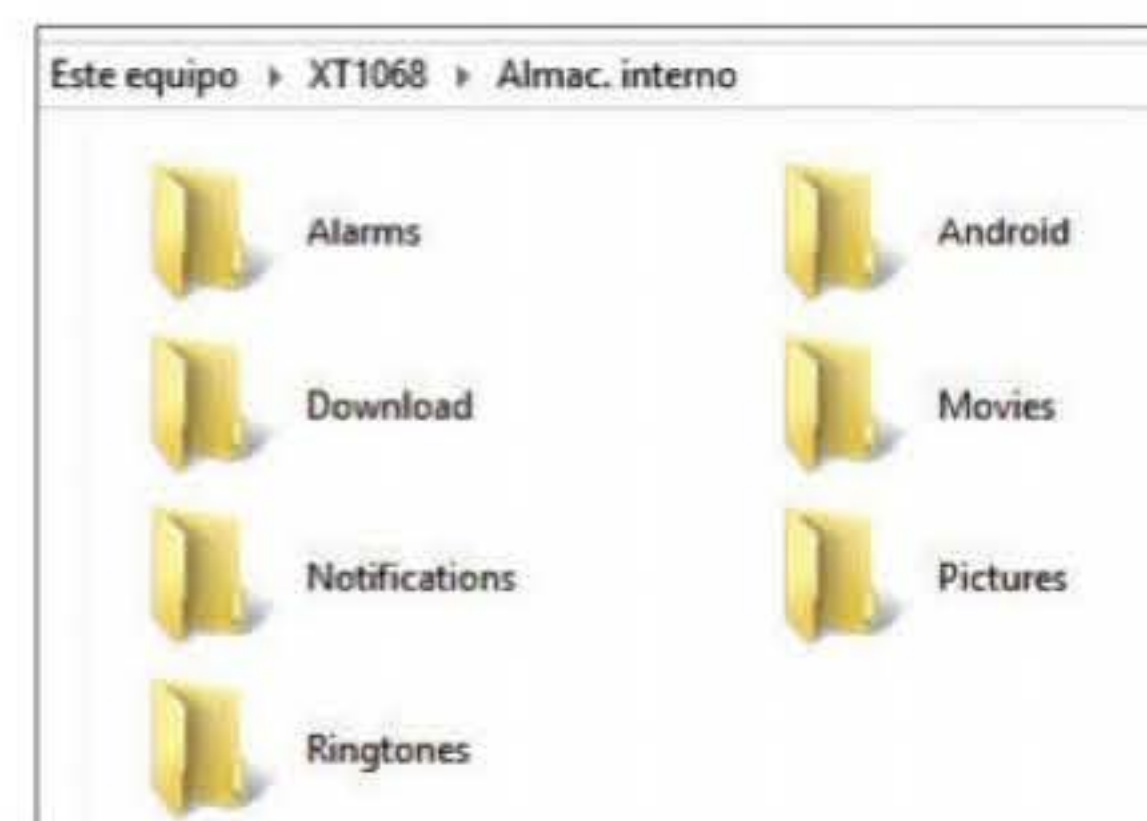 Este equipo ▸ XT1068 ▸ Almac. interno
Alarms Android
Download Movies
Notifications Pictures
Ringtones